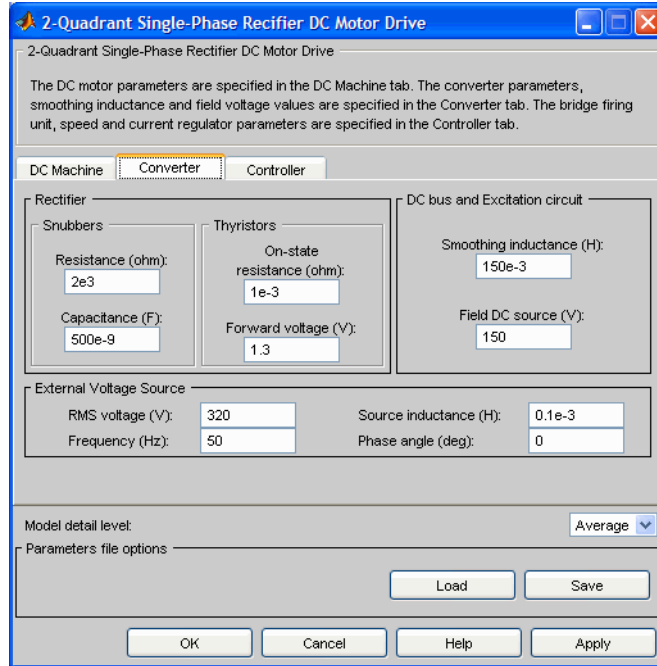 2-Quadrant Single-Phase Rectifier DC Motor Drive
2-Quadrant Single-Phase Rectifier DC Motor Drive
The DC motor parameters are specified in the DC Machine tab. The converter parameters,
smoothing inductance and field voltage values are specified in the Converter tab. The bridge firing
unit, speed and current regulator parameters are specified in the Controller tab.
DC Machine Converter Controller
Rectifier
Snubbers
Resistance (ohm):
2e3
Capacitance (F):
500e-9
Thyristors
On-state
resistance (ohm):
1e-3
Forward voltage (V):
1.3
DC bus and Excitation circuit
Smoothing inductance (H):
150e-3
Field DC source (V):
150
External Voltage Source
RMS voltage (V): 320 Source inductance (H): 0.1e-3
Frequency (Hz): 50 Phase angle (deg): 0
Model detail level: Average
Parameters file options
Load Save
OK Cancel Help Apply